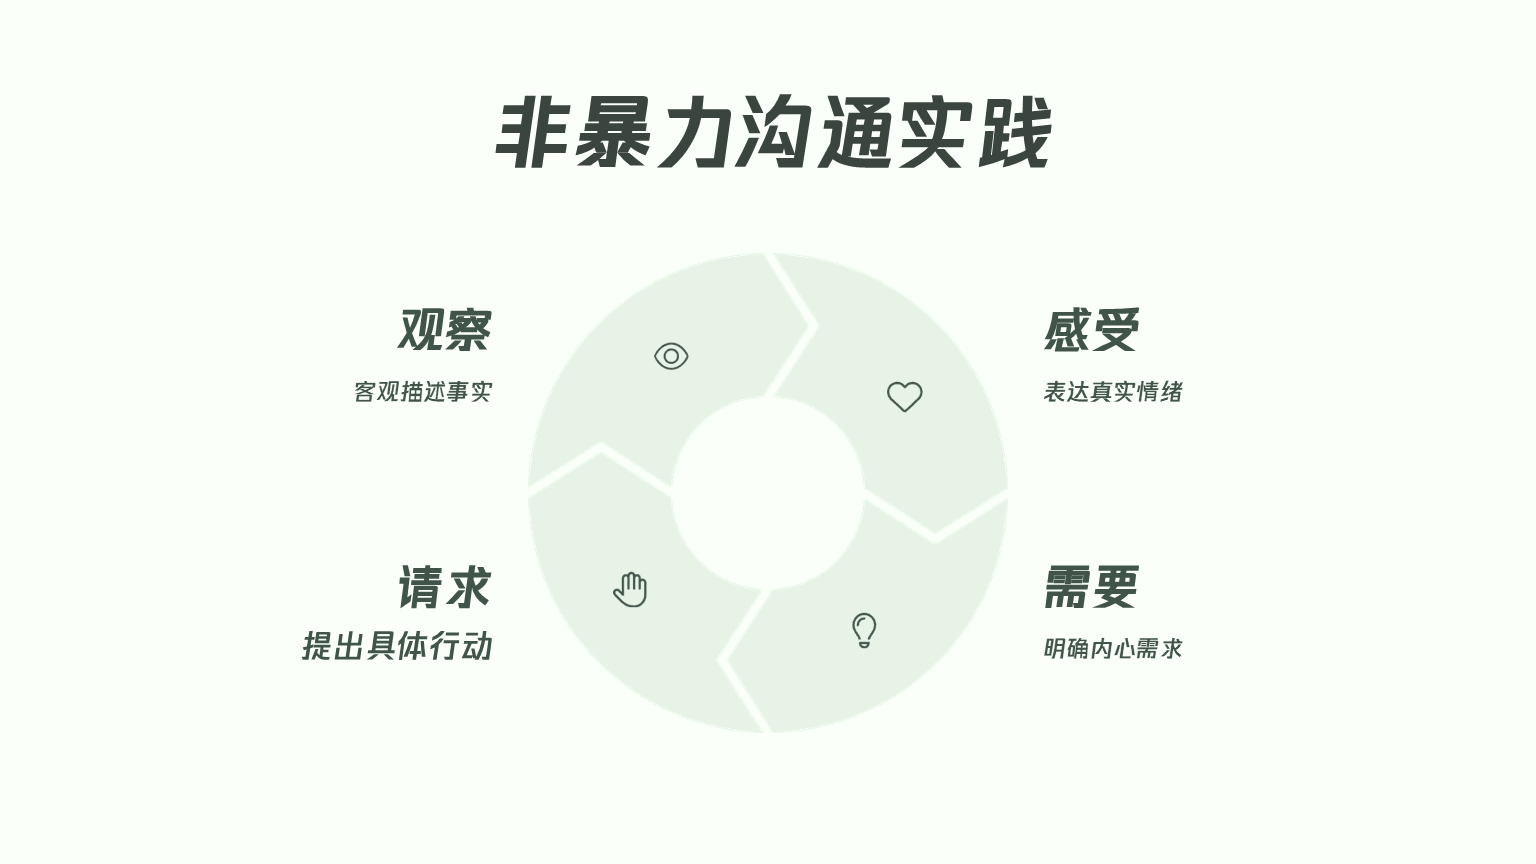 非暴力沟通实践
观察
客观描述事实
感受
表达真实情绪
请求
提出具体行动
需要
明确内心需求